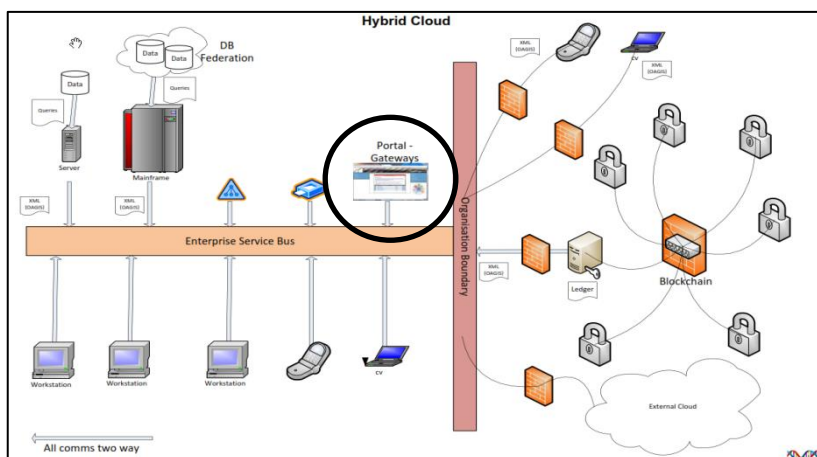 Hybrid Cloud
Data
Data
Data
DB
Federation
Queries
Queries
Server
Mainframe
XML
(OAGIS)
XML
(OAGIS)
Portal -
Gateways
Enterprise Service Bus
Organisation Boundary
Workstation
Workstation
Workstation
cv
XML
(OAGIS)
cv
XML
(OAGIS)
XML
(OAGIS)
Ledger
Blockchain
External Cloud
All comms two way